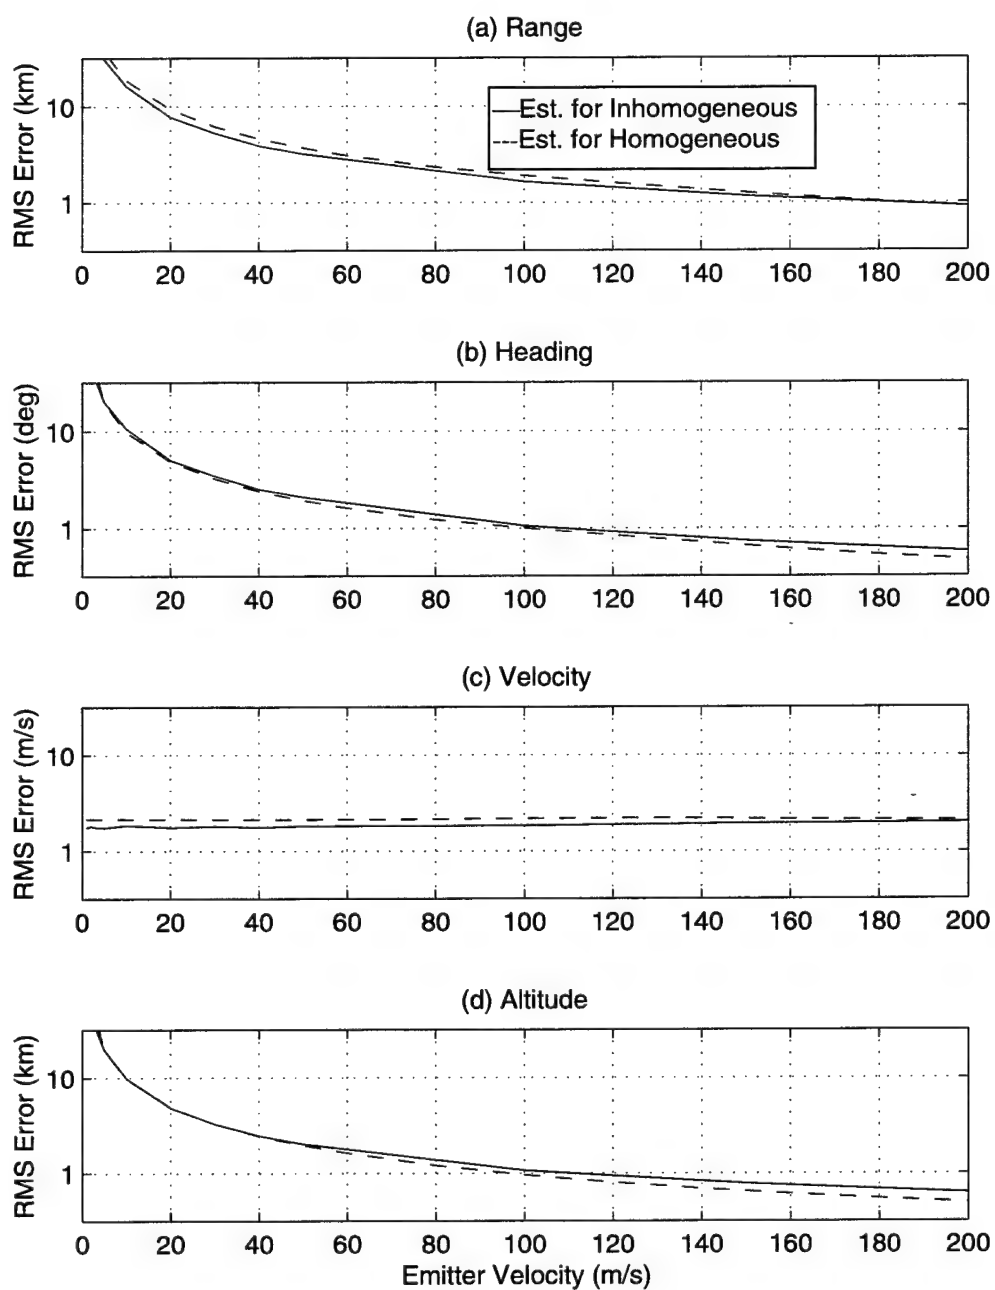 (a) Range
RMS Error (km)
10
1
Est. for Inhomogeneous
Est. for Homogeneous
0 20 40 60 80 100 120 140 160 180 200
(b) Heading
RMS Error (deg)
10
1
0 20 40 60 80 100 120 140 160 180 200
(c) Velocity
RMS Error (m/s)
10
1
0 20 40 60 80 100 120 140 160 180 200
(d) Altitude
RMS Error (km)
10
1
0 20 40 60 80 100 120 140 160 180 200
Emitter Velocity (m/s)